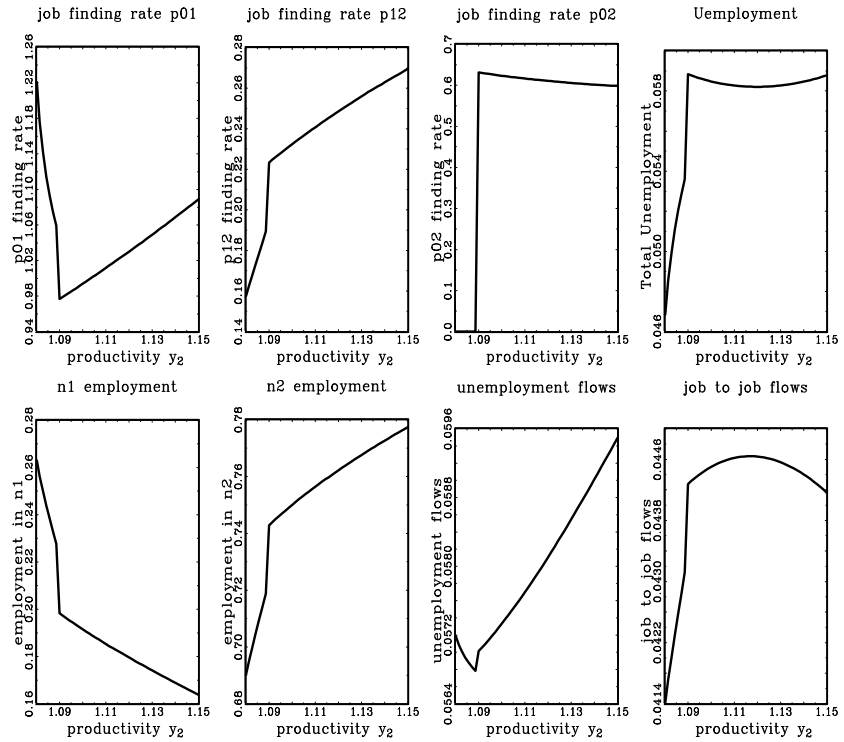 job finding rate p01
p01 finding rate
0.94 0.98 1.02 1.06 1.10 1.14 1.18 1.22 1.26
1.09 1.11 1.13 1.15
productivity y2
job finding rate p12
p12 finding rate
0.14 0.16 0.18 0.20 0.22 0.24 0.26 0.28
1.09 1.11 1.13 1.15
productivity y2
job finding rate p02
p02 finding rate
0.0 0.1 0.2 0.3 0.4 0.5 0.6 0.7
1.09 1.11 1.13 1.15
productivity y2
Uemployment
Total Unemployment
0.046 0.050 0.054 0.058
1.09 1.11 1.13 1.15
productivity y2
n1 employment
employment in n1
0.16 0.18 0.20 0.22 0.24 0.26 0.28
1.09 1.11 1.13 1.15
productivity y2
n2 employment
employment in n2
0.68 0.70 0.72 0.74 0.76 0.78
1.09 1.11 1.13 1.15
productivity y2
unemployment flows
unemployment flows
0.0564 0.0572 0.0580 0.0588 0.0596
1.09 1.11 1.13 1.15
productivity y2
job to job flows
job to job flows
0.0414 0.0422 0.0430 0.0438 0.0446
1.09 1.11 1.13 1.15
productivity y2